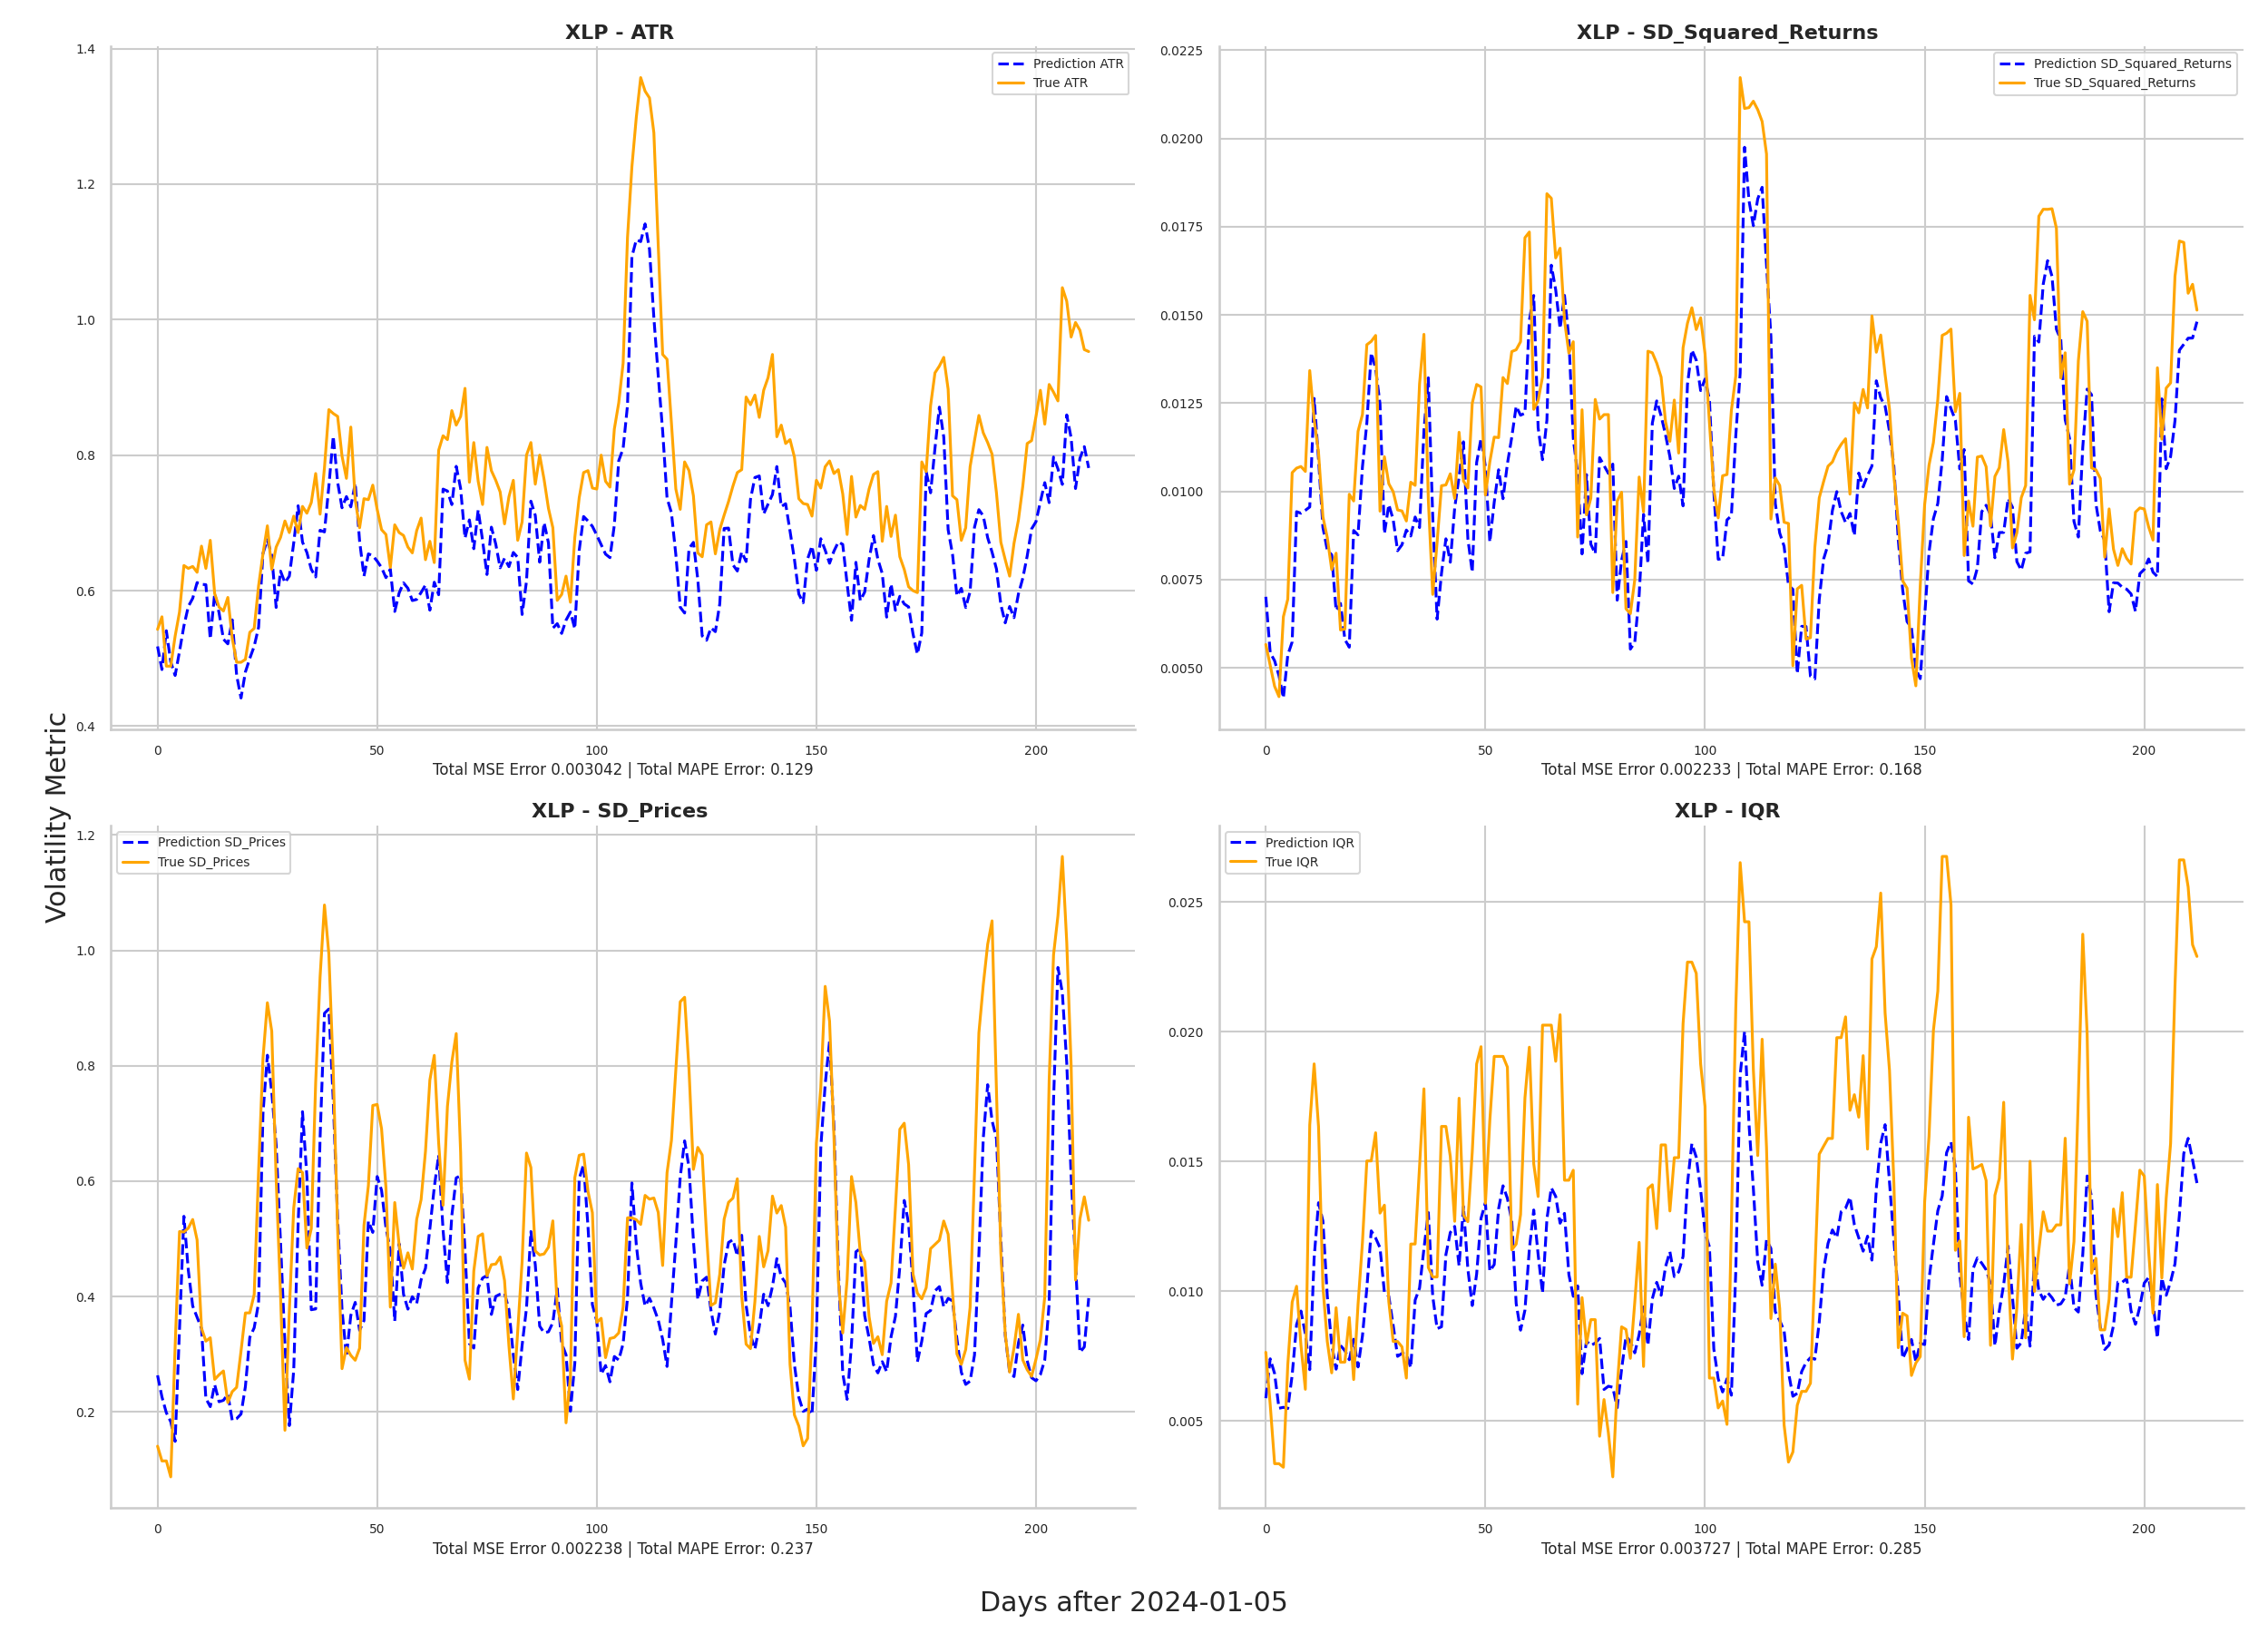 XLP - ATR
1.4
1.2
1.0
0.8
0.6
0.4
Prediction ATR
True ATR
0 50 100 150 200
Total MSE Error 0.003042 | Total MAPE Error: 0.129
XLP - SD_Squared_Returns
0.0225
0.0200
0.0175
0.0150
0.0125
0.0100
0.0075
0.0050
Prediction SD_Squared_Returns
True SD_Squared_Returns
0 50 100 150 200
Total MSE Error 0.002233 | Total MAPE Error: 0.168
Volatility Metric
XLP - SD_Prices
1.2
1.0
0.8
0.6
0.4
0.2
Prediction SD_Prices
True SD_Prices
0 50 100 150 200
Total MSE Error 0.002238 | Total MAPE Error: 0.237
XLP - IQR
0.025
0.020
0.015
0.010
0.005
Prediction IQR
True IQR
0 50 100 150 200
Total MSE Error 0.003727 | Total MAPE Error: 0.285
Days after 2024-01-05